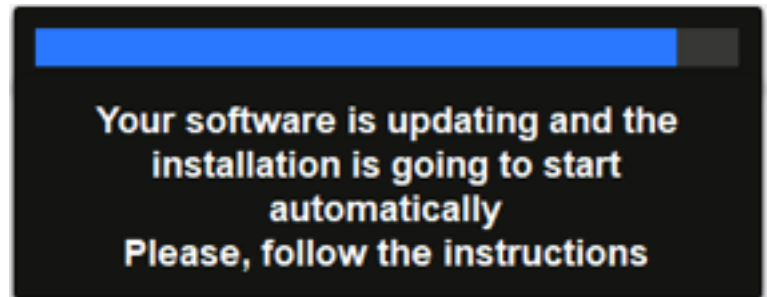 Your software is updating and the
installation is going to start
automatically
Please, follow the instructions